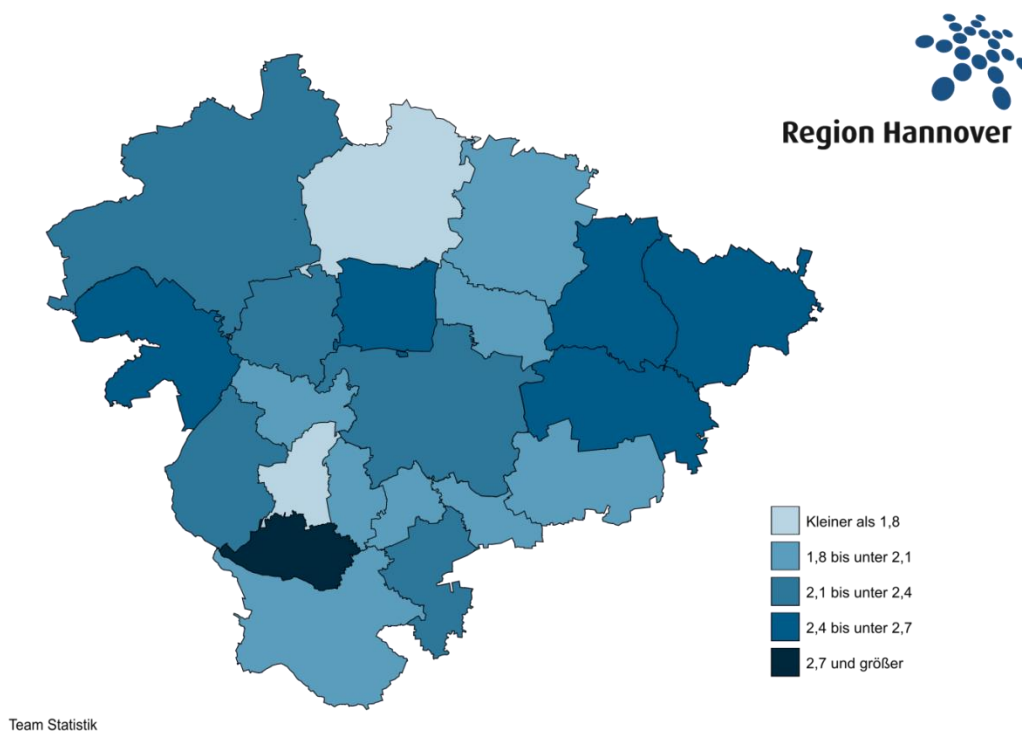 Region Hannover
Kleiner als 1,8
1,8 bis unter 2,1
2,1 bis unter 2,4
2,4 bis unter 2,7
2,7 und größer
Team Statistik